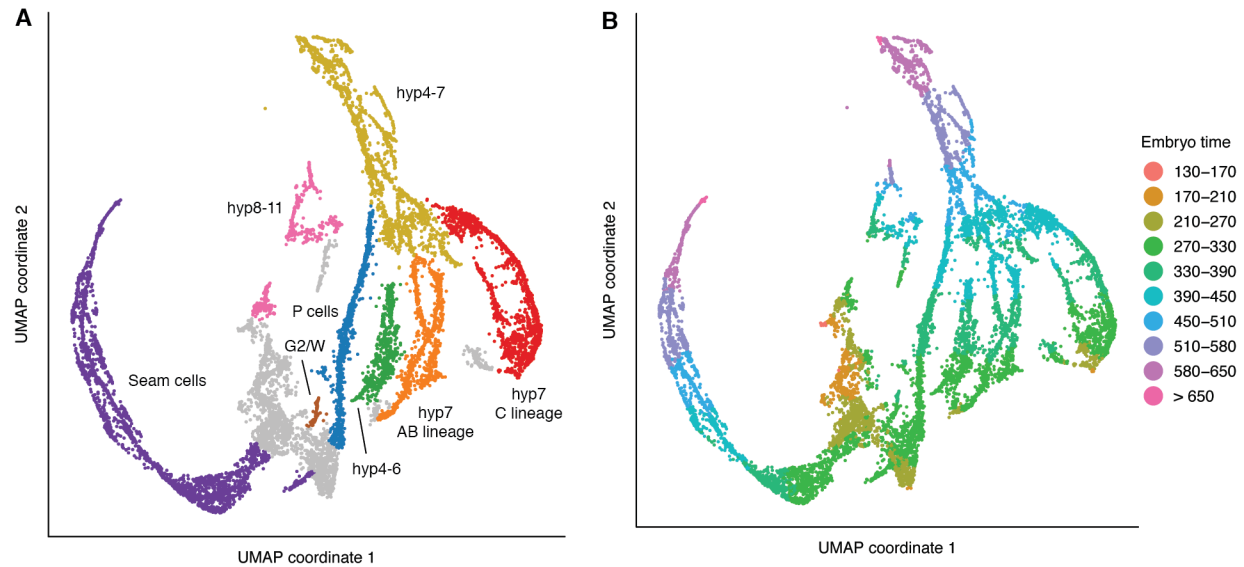 A
B
hyp4-7
hyp8-11
P cells
G2/W
Seam cells
hyp7
C lineage
hyp7
AB lineage
hyp4-6
UMAP coordinate 2
UMAP coordinate 1
UMAP coordinate 2
UMAP coordinate 1
Embryo time
130–170
170–210
210–270
270–330
330–390
390–450
450–510
510–580
580–650
> 650